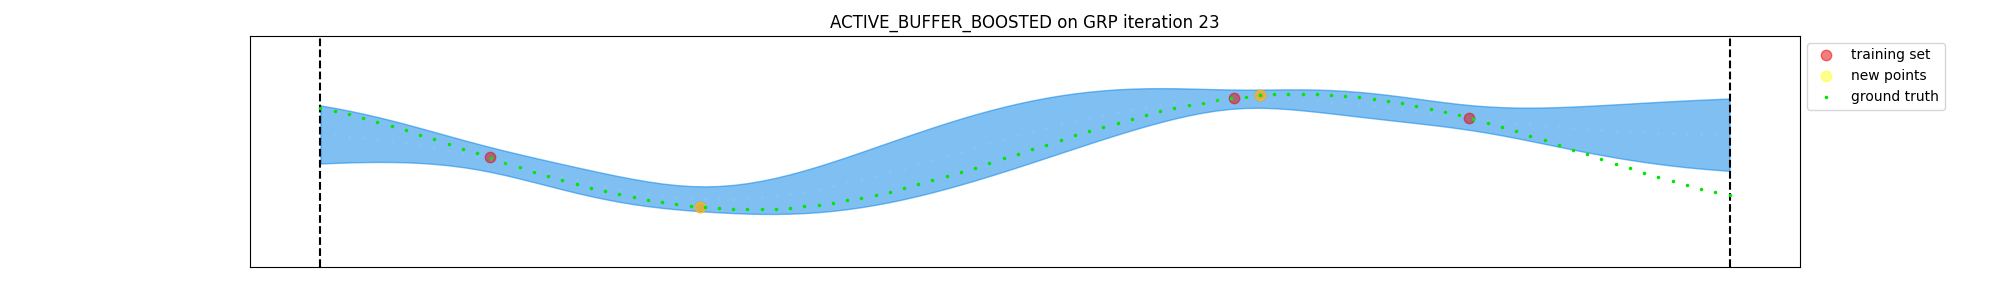 ACTIVE_BUFFER_BOOSTED on GRP iteration 23
training set
new points
ground truth